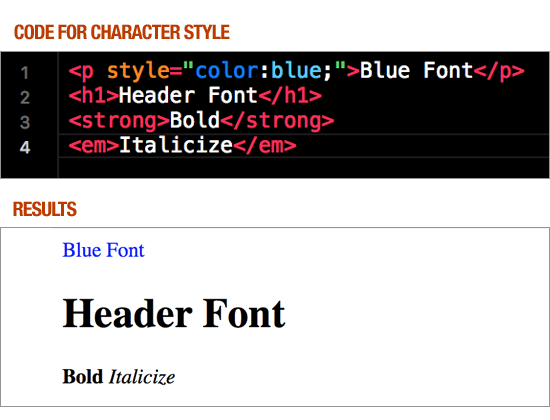 CODE FOR CHARACTER STYLE
1 <p style="color:blue;">Blue Font</p>
2 <h1>Header Font</h1>
3 <strong>Bold</strong>
4 <em>Italicize</em>
RESULTS
Blue Font
Header Font
Bold Italicize